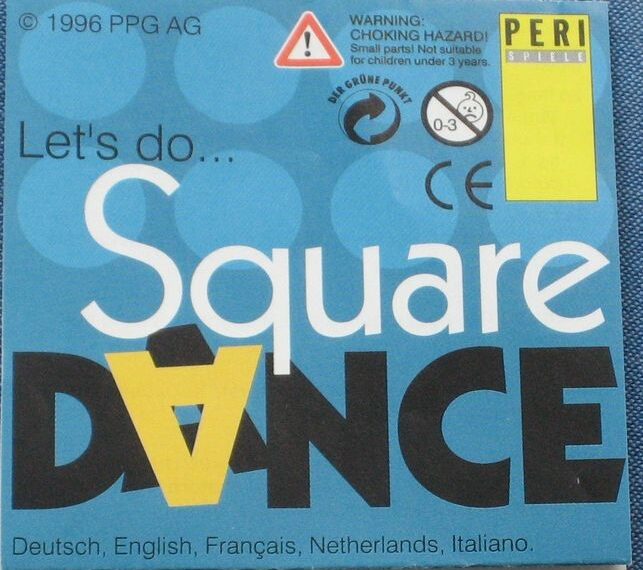 © 1996 PPG AG
WARNING:
CHOKING HAZARD!
Small parts! Not suitable
for children under 3 years.
PERI
SPIELE
DER GRÜNE PUNKT
0-3
CE
Let's do...
Square
DANCE
Deutsch, English, Français, Netherlands, Italiano.